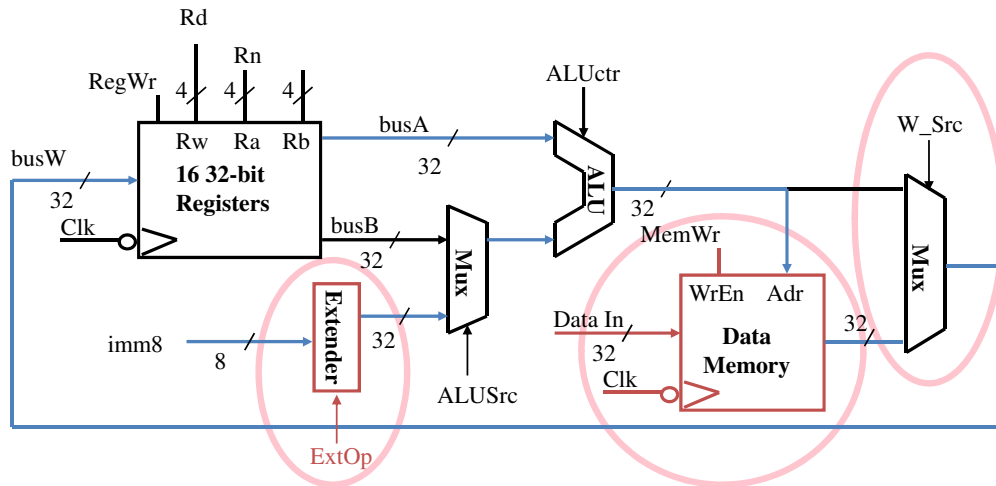 Rd
Rn
RegWr
4
4
4
ALUctr
Rw Ra Rb
busA
32
W_Src
busW
32
16 32-bit
Registers
ALU
32
Clk
busB
32
Mux
MemWr
WrEn Adr
Mux
imm8
8
Extender
32
Data In
32
Data
Memory
32
Clk
ALUSrc
ExtOp